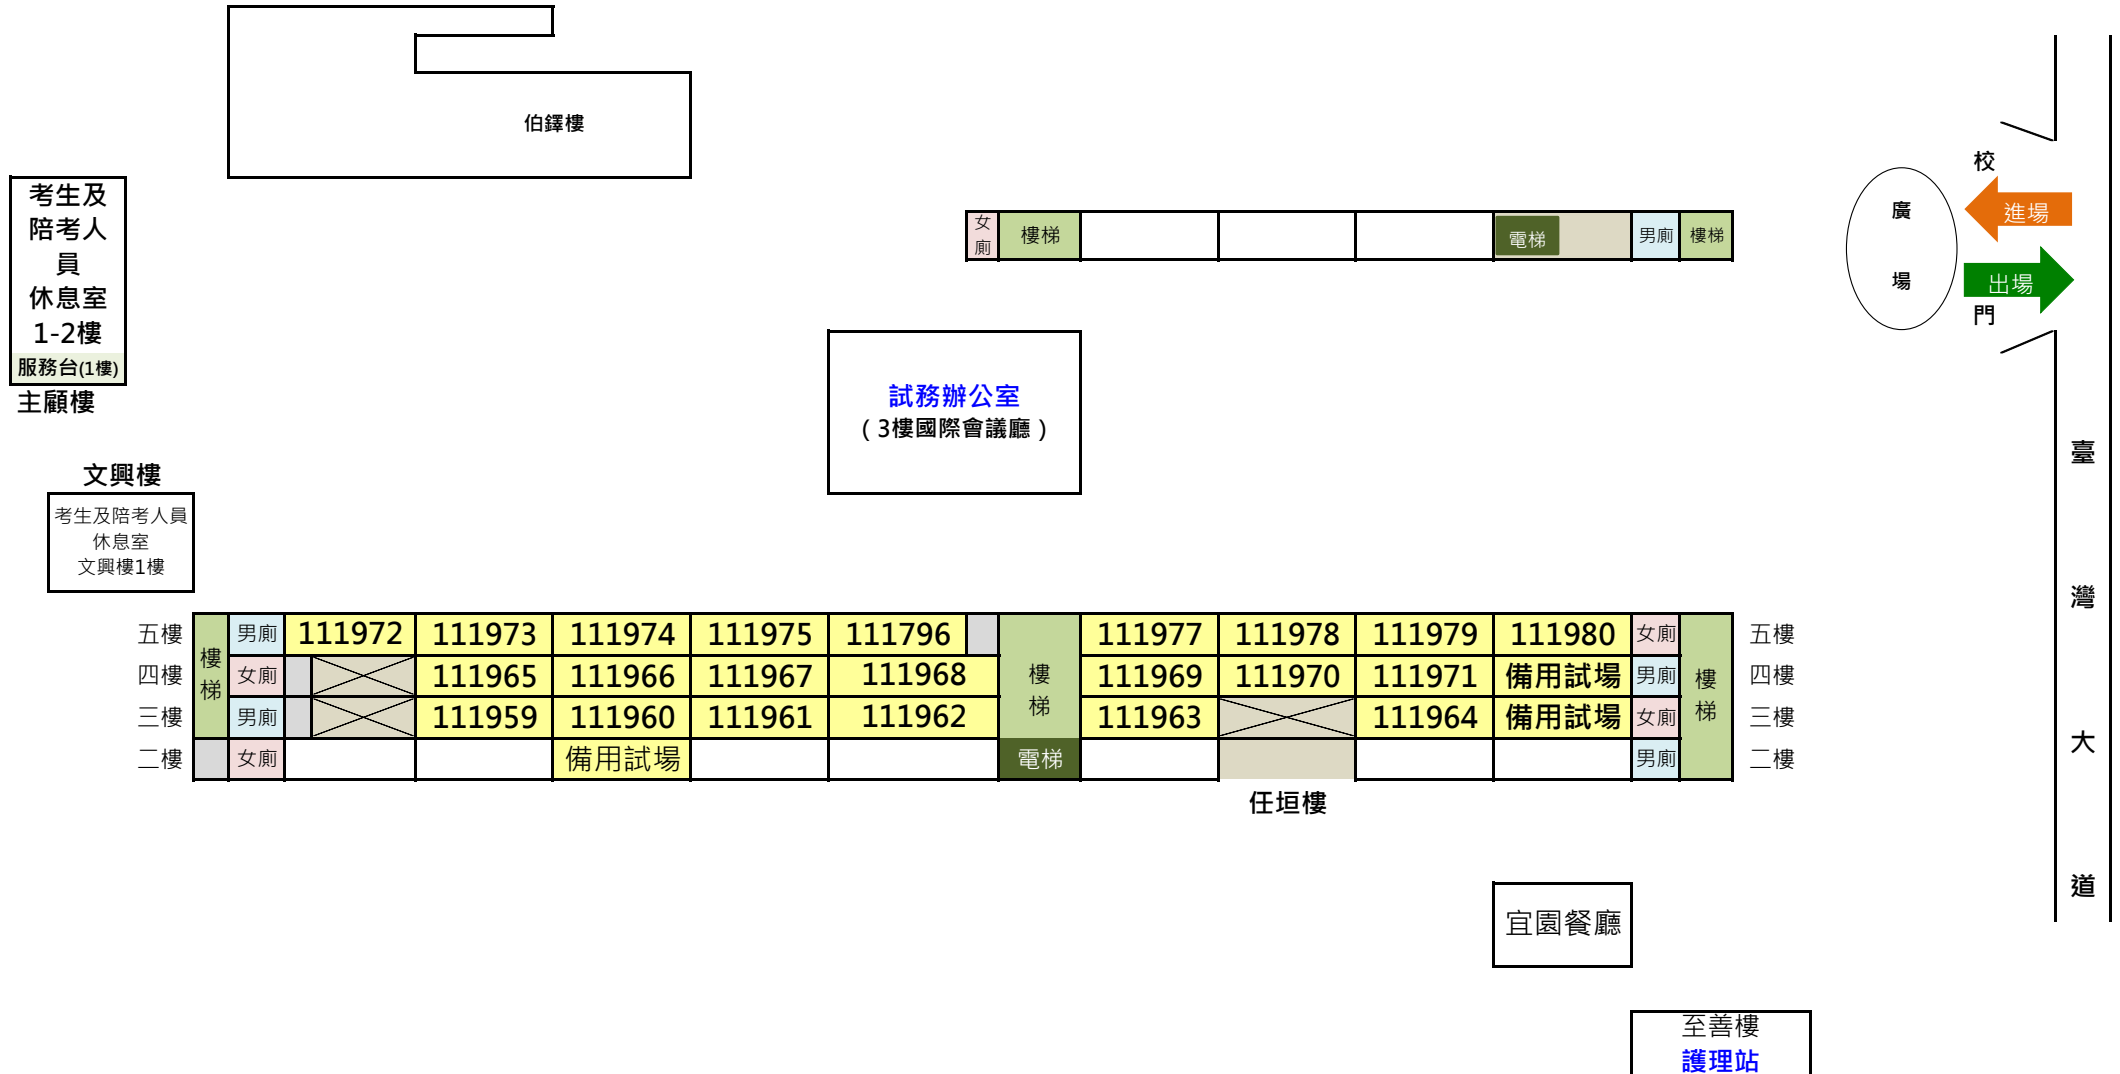 伯鐸樓
考生及
陪考人
員
休息室
1-2樓
服務台(1樓)
主顧樓
女廁
樓梯
電梯
男廁
樓梯
校
進場
廣
場
出場
門
試務辦公室
(3樓國際會議廳)
文興樓
考生及陪考人員
休息室
文興樓1樓
臺
灣
大
道
五樓 男廁 111972 111973 111974 111975 111796 111977 111978 111979 111980 女廁 五樓
樓梯
四樓 女廁 111965 111966 111967 111968 樓梯 111969 111970 111971 備用試場 男廁 樓梯 四樓
三樓 男廁 111959 111960 111961 111962 111963 111964 備用試場 女廁 三樓
二樓 女廁 備用試場 電梯 男廁 二樓
任垣樓
宜園餐廳
至善樓
護理站